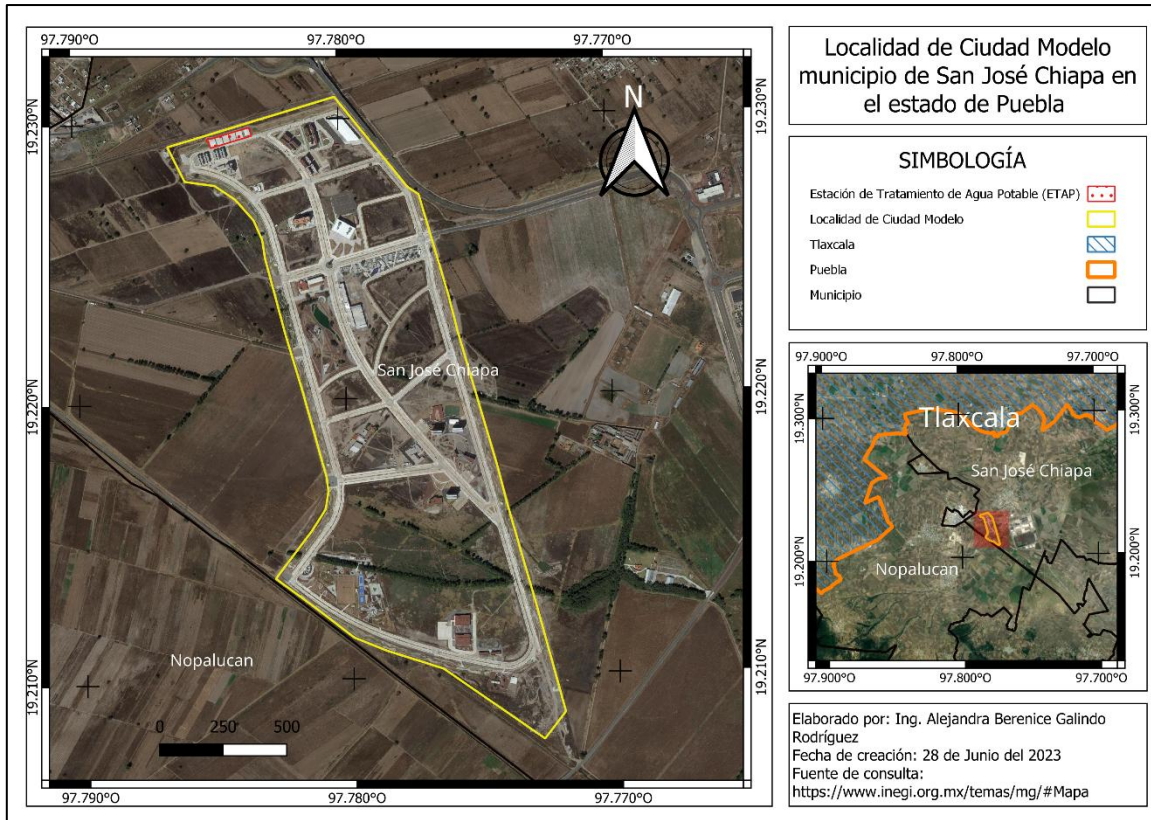 97.790°O 97.780°O 97.770°O
19.230°N
19.230°N
N
San José Chiapa
19.220°N
19.220°N
Nopalucan
19.210°N
19.210°N
0 250 500
97.790°O 97.780°O 97.770°O
Localidad de Ciudad Modelo
municipio de San José Chiapa en
el estado de Puebla
SIMBOLOGÍA
Estación de Tratamiento de Agua Potable (ETAP)
Localidad de Ciudad Modelo
Tlaxcala
Puebla
Municipio
97.900°O 97.800°O 97.700°O
19.300°N
19.300°N
Tlaxcala
San José Chiapa
19.200°N
19.200°N
Nopalucan
97.900°O 97.800°O 97.700°O
Elaborado por: Ing. Alejandra Berenice Galindo
Rodríguez
Fecha de creación: 28 de Junio del 2023
Fuente de consulta:
https://www.inegi.org.mx/temas/mg/#Mapa